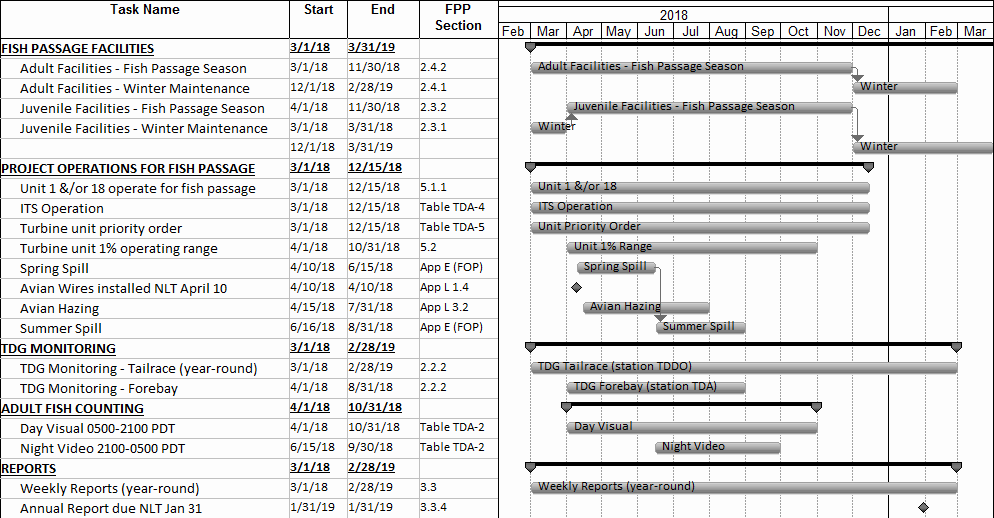 Task Name Start End FPP Section 2018
Feb Mar Apr May Jun Jul Aug Sep Oct Nov Dec Jan Feb Mar
FISH PASSAGE FACILITIES 3/1/18 3/31/19
Adult Facilities - Fish Passage Season 3/1/18 11/30/18 2.4.2 Adult Facilities - Fish Passage Season
Adult Facilities - Winter Maintenance 12/1/18 2/28/19 2.4.1 Winter
Juvenile Facilities - Fish Passage Season 4/1/18 11/30/18 2.3.2 Juvenile Facilities - Fish Passage Season
Juvenile Facilities - Winter Maintenance 3/1/18 3/31/18 2.3.1 Winter
12/1/18 3/31/19 Winter
PROJECT OPERATIONS FOR FISH PASSAGE 3/1/18 12/15/18
Unit 1 &/or 18 operate for fish passage 3/1/18 12/15/18 5.1.1 Unit 1 &/or 18
ITS Operation 3/1/18 12/15/18 Table TDA-4 ITS Operation
Turbine unit priority order 3/1/18 12/15/18 Table TDA-5 Unit Priority Order
Turbine unit 1% operating range 4/1/18 10/31/18 5.2 Unit 1% Range
Spring Spill 4/10/18 6/15/18 App E (FOP) Spring Spill
Avian Wires installed NLT April 10 4/10/18 4/10/18 App L 1.4
Avian Hazing 4/15/18 7/31/18 App L 3.2 Avian Hazing
Summer Spill 6/16/18 8/31/18 App E (FOP) Summer Spill
TDG MONITORING 3/1/18 2/28/19
TDG Monitoring - Tailrace (year-round) 3/1/18 2/28/19 2.2.2 TDG Tailrace (station TDDO)
TDG Monitoring - Forebay 4/1/18 8/31/18 2.2.2 TDG Forebay (station TDA)
ADULT FISH COUNTING 4/1/18 10/31/18
Day Visual 0500-2100 PDT 4/1/18 10/31/18 Table TDA-2 Day Visual
Night Video 2100-0500 PDT 6/15/18 9/30/18 Table TDA-2 Night Video
REPORTS 3/1/18 2/28/19
Weekly Reports (year-round) 3/1/18 2/28/19 3.3 Weekly Reports (year-round)
Annual Report due NLT Jan 31 1/31/19 1/31/19 3.3.4